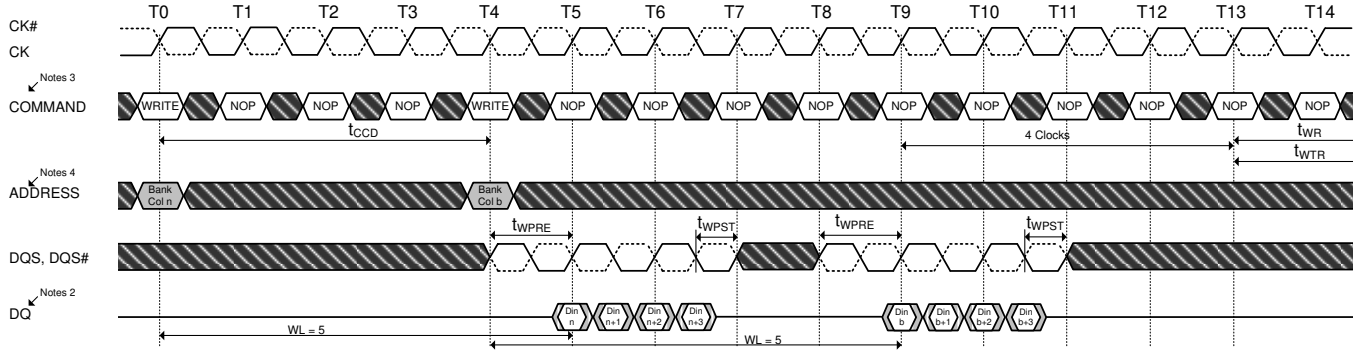 T0 T1 T2 T3 T4 T5 T6 T7 T8 T9 T10 T11 T12 T13 T14
CK#
CK
Notes 3
COMMAND WRITE NOP NOP NOP WRITE NOP NOP NOP NOP NOP NOP NOP NOP NOP NOP
tCCD 4 Clocks tWR
tWTR
Notes 4
ADDRESS
Bank Bank
Col n Col b
tWPRE tWPST tWPRE tWPST
DQS, DQS#
Notes 2
DQ
Din Din Din Din Din Din Din Din
n n+1 n+2 n+3 b b+1 b+2 b+3
WL = 5
WL = 5